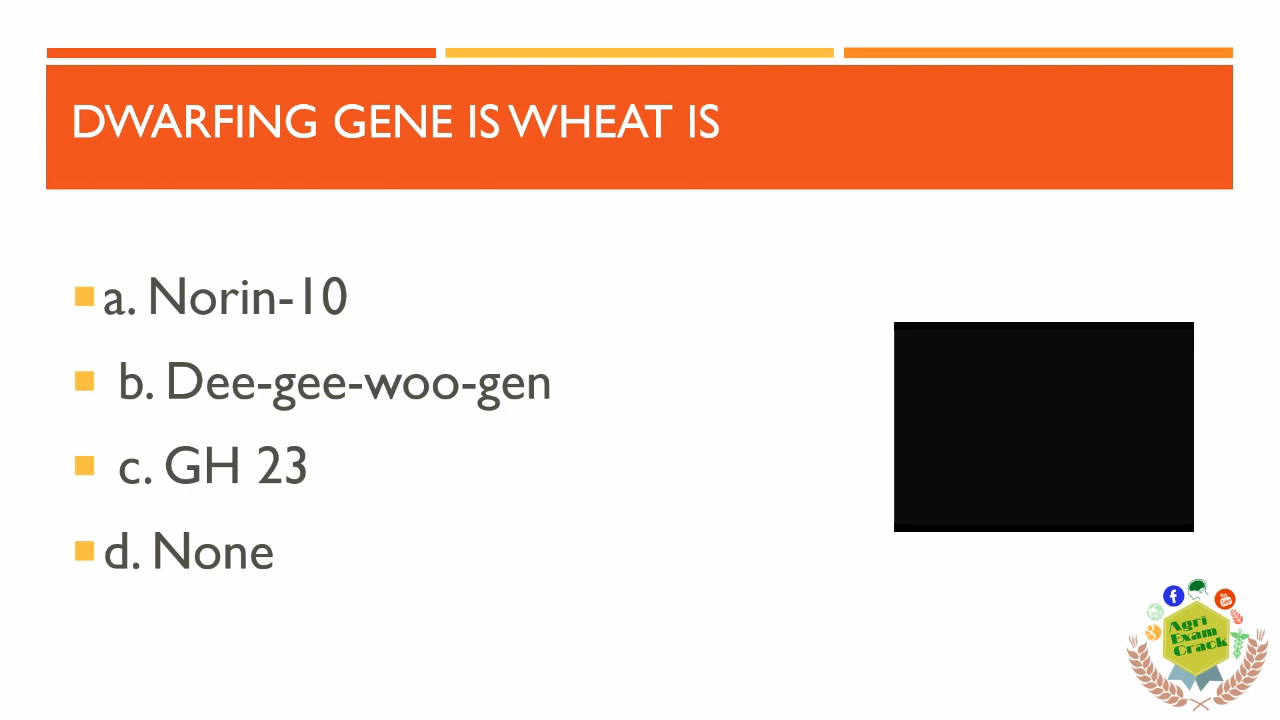 DWARFING GENE IS WHEAT IS
a. Norin-10
b. Dee-gee-woo-gen
c. GH 23
d. None
Agri
Exam
Crack